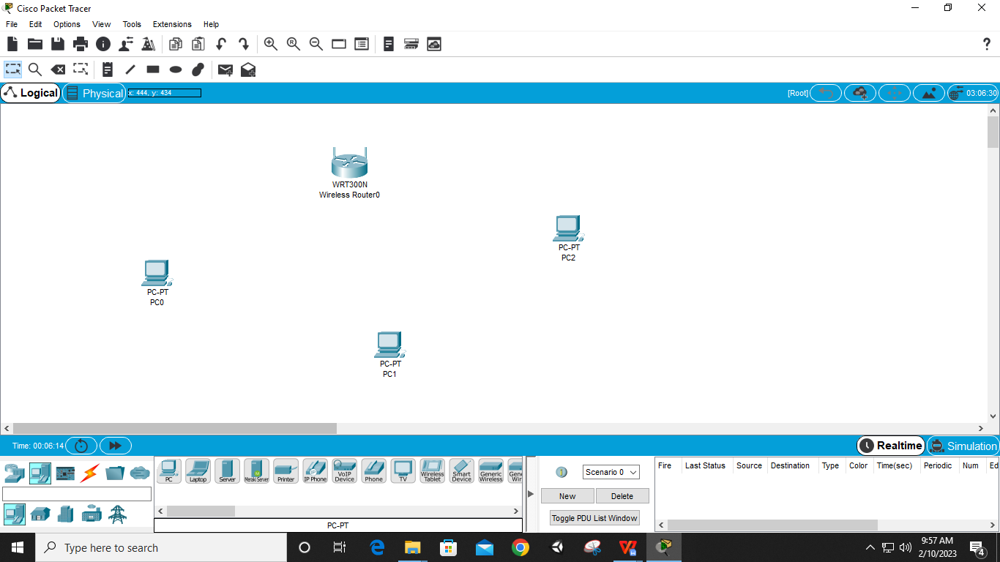 Cisco Packet Tracer
File Edit Options View Tools Extensions Help
?
Logical Physical x: 444, y: 434 [Root] 03:06:30
WRT300N
Wireless Router0
PC-PT
PC2
PC-PT
PC0
PC-PT
PC1
Time: 00:06:14 Realtime Simulation
PC Laptop Server Meraki Server Printer IP Phone VoIP Device Phone TV Wireless Tablet Smart Device Generic Wireless
PC-PT
Scenario 0
New Delete
Toggle PDU List Window
Fire Last Status Source Destination Type Color Time(sec) Periodic Num Ed
Type here to search
9:57 AM
2/10/2023
4